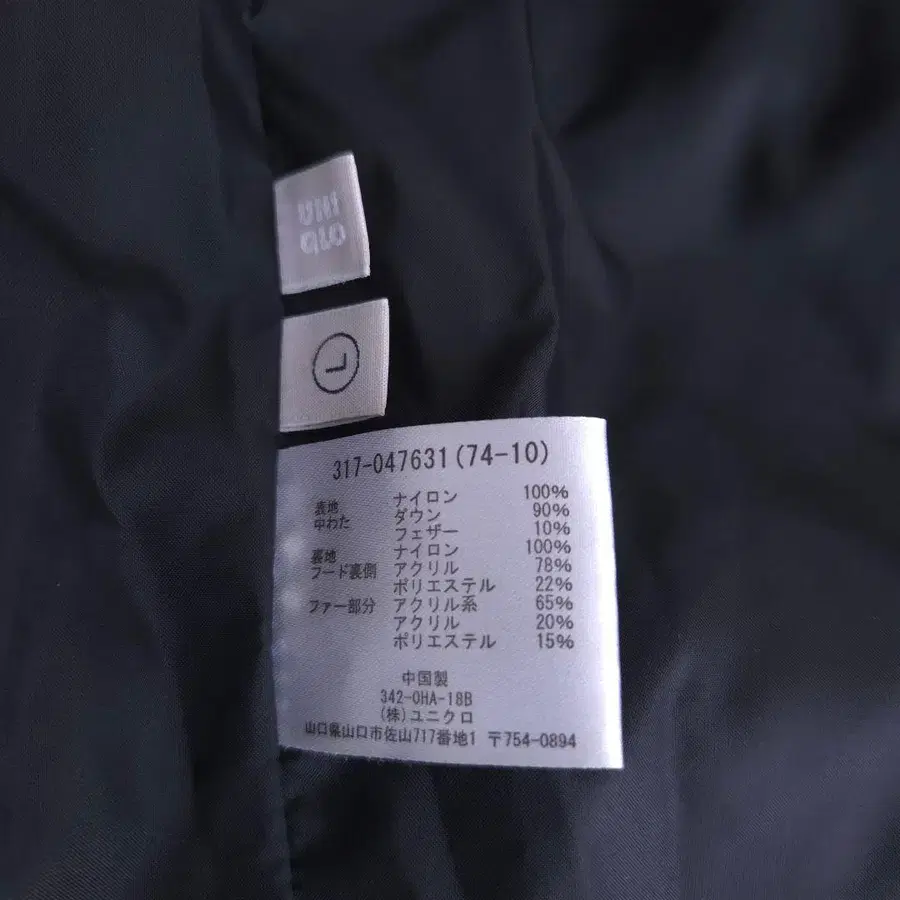 UNI
QLO
L
317-047631(74-10)
表地 ナイロン 100%
中わた ダウン 90%
フェザー 10%
裏地 ナイロン 100%
フード裏側 アクリル 78%
ポリエステル 22%
ファー部分 アクリル系 65%
アクリル 20%
ポリエステル 15%
中国製
342-0HA-18B
(株)ユニクロ
山口県山口市佐山717番地1 〒754-0894